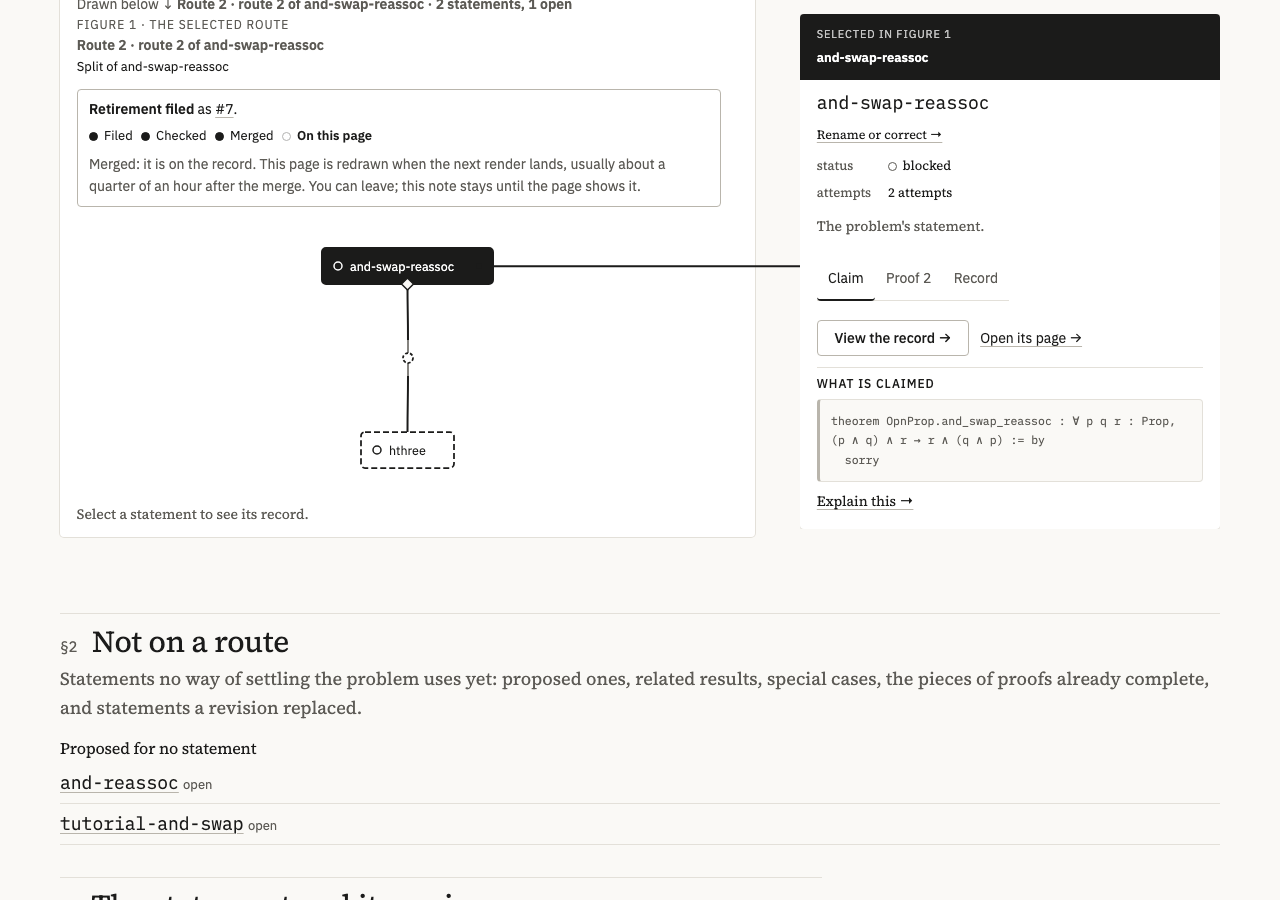 Drawn below ↓ Route 2 · route 2 of and-swap-reassoc · 2 statements, 1 open
FIGURE 1 · THE SELECTED ROUTE
Route 2 · route 2 of and-swap-reassoc
Split of and-swap-reassoc
Retirement filed as #7.
Filed Checked Merged On this page
Merged: it is on the record. This page is redrawn when the next render lands, usually about a
quarter of an hour after the merge. You can leave; this note stays until the page shows it.
and-swap-reassoc
hthree
Select a statement to see its record.
SELECTED IN FIGURE 1
and-swap-reassoc
and-swap-reassoc
Rename or correct →
status blocked
attempts 2 attempts
The problem's statement.
Claim Proof 2 Record
View the record → Open its page →
WHAT IS CLAIMED
theorem OpnProp.and_swap_reassoc : ∀ p q r : Prop,
(p ∧ q) ∧ r → r ∧ (q ∧ p) := by
sorry
Explain this →
§2 Not on a route
Statements no way of settling the problem uses yet: proposed ones, related results, special cases, the pieces of proofs already complete,
and statements a revision replaced.
Proposed for no statement
and-reassoc open
tutorial-and-swap open